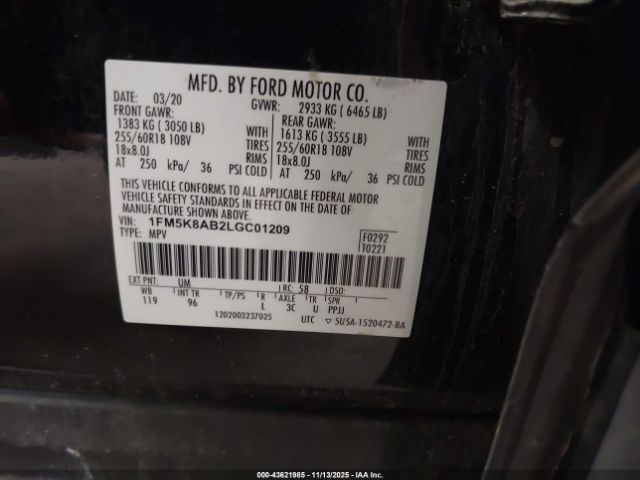 MFD. BY FORD MOTOR CO.
DATE: 03/20 GVWR: 2933 KG ( 6465 LB)
FRONT GAWR: REAR GAWR:
1383 KG ( 3050 LB) WITH 1613 KG ( 3555 LB) WITH
255/60R18 108V TIRES 255/60R18 108V TIRES
18x8.0J RIMS 18x8.0J RIMS
AT 250 kPa/ 36 PSI COLD AT 250 kPa/ 36 PSI COLD
THIS VEHICLE CONFORMS TO ALL APPLICABLE FEDERAL MOTOR
VEHICLE SAFETY STANDARDS IN EFFECT ON THE DATE OF
MANUFACTURE SHOWN ABOVE.
VIN: 1FM5K8AB2LGC01209 F0292
TYPE: MPV T0221
EXT PNT: UM RC: 58 DSO:
WB INT TR TP/PS R AXLE TR SPR
119 96 L 3C U PPJJ
1202003237025 UTC ▽ 5U5A-1520472-BA
000-43621985 - 11/13/2025 - IAA Inc.